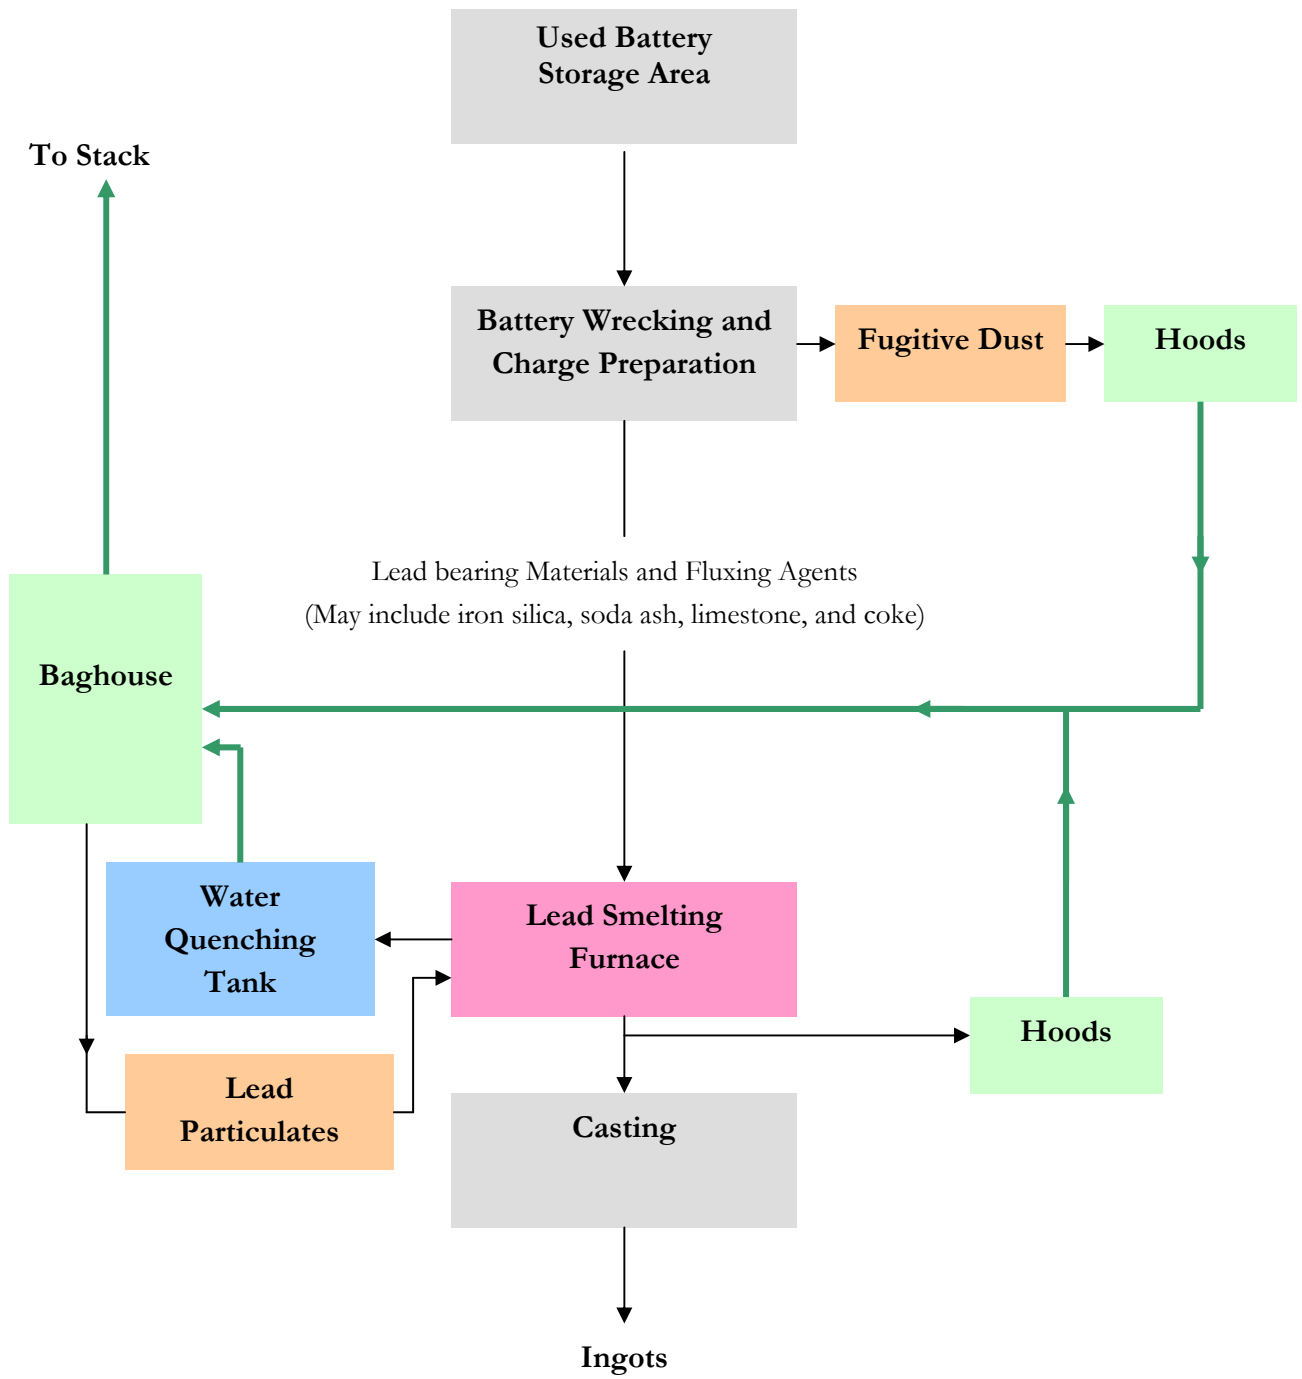 Used Battery
Storage Area
To Stack
Battery Wrecking and
Charge Preparation
Fugitive Dust
Hoods
Lead bearing Materials and Fluxing Agents
(May include iron silica, soda ash, limestone, and coke)
Baghouse
Water
Quenching
Tank
Lead Smelting
Furnace
Hoods
Lead
Particulates
Casting
Ingots